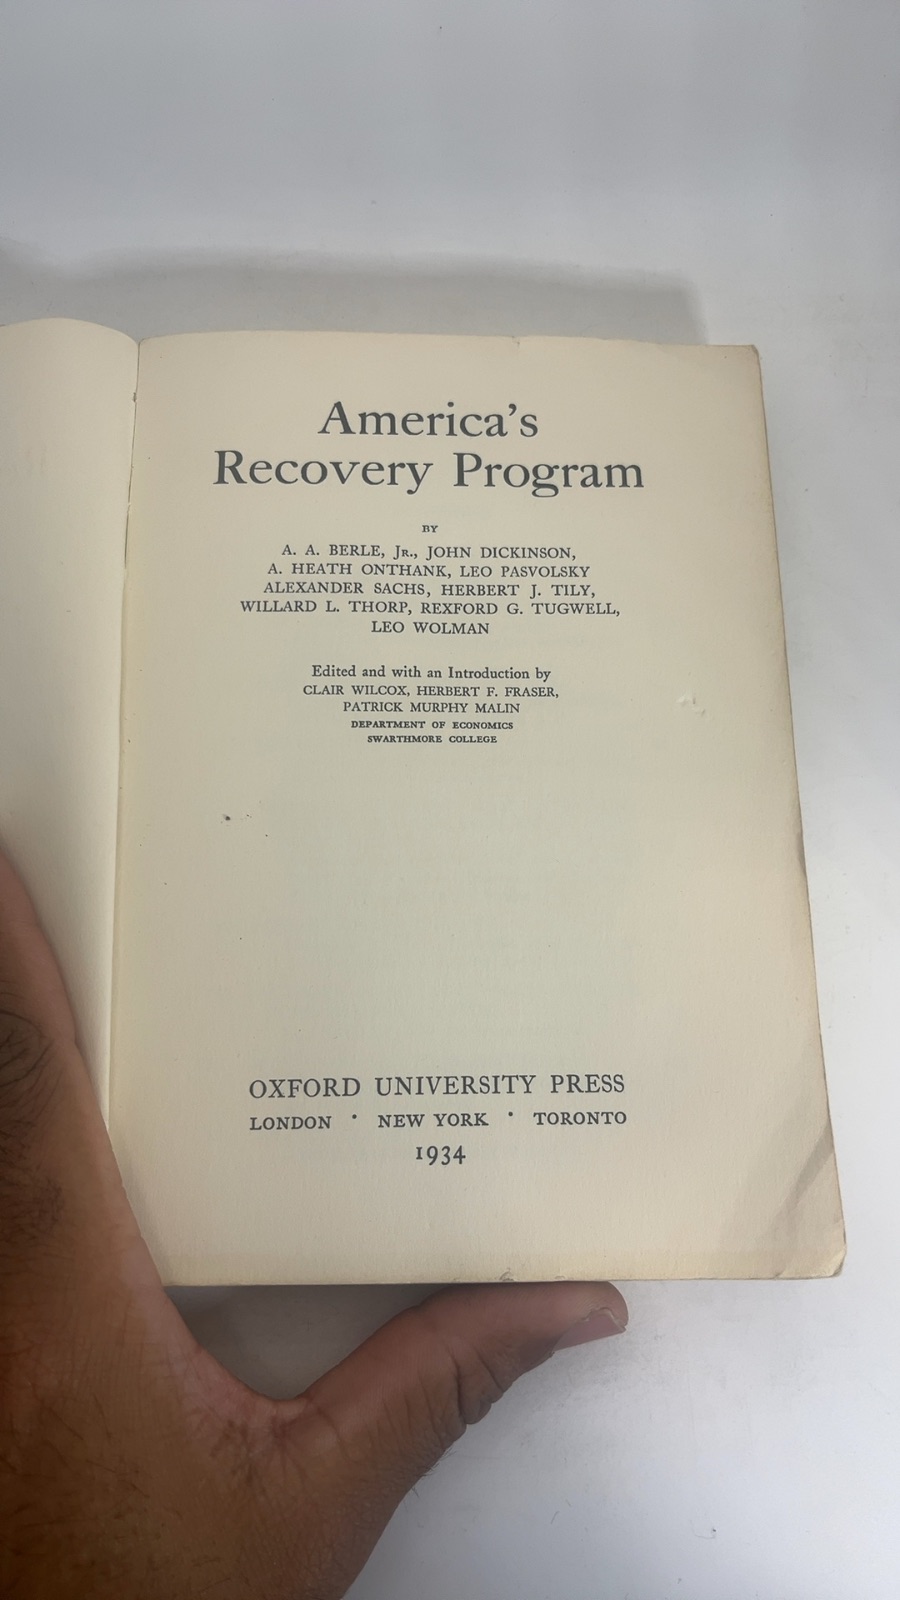 America's
Recovery Program
BY
A. A. BERLE, JR., JOHN DICKINSON,
A. HEATH ONTHANK, LEO PASVOLSKY
ALEXANDER SACHS, HERBERT J. TILY,
WILLARD L. THORP, REXFORD G. TUGWELL,
LEO WOLMAN
Edited and with an Introduction by
CLAIR WILCOX, HERBERT F. FRASER,
PATRICK MURPHY MALIN
DEPARTMENT OF ECONOMICS
SWARTHMORE COLLEGE
OXFORD UNIVERSITY PRESS
LONDON · NEW YORK · TORONTO
1934